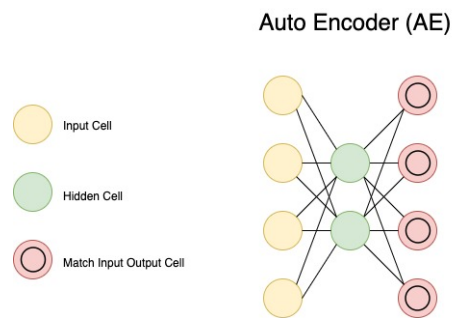 Auto Encoder (AE)
Input Cell
Hidden Cell
Match Input Output Cell